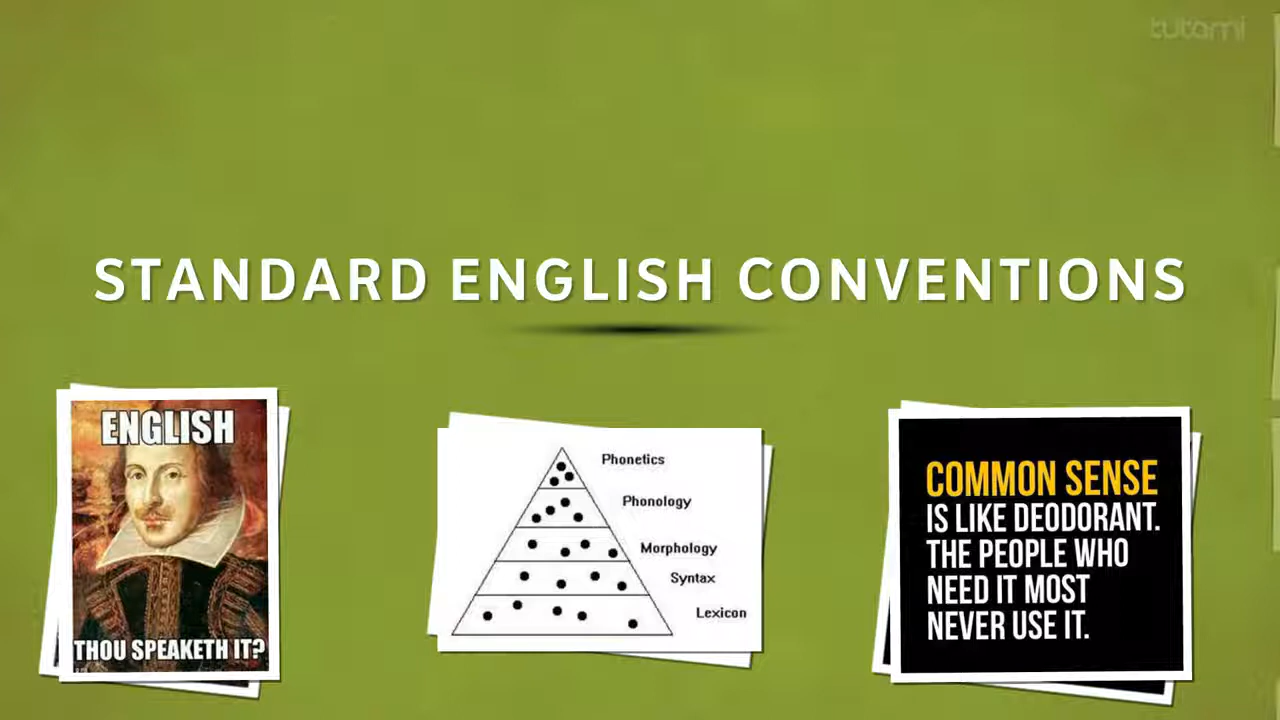 tutomi
STANDARD ENGLISH CONVENTIONS
ENGLISH
THOU SPEAKETH IT?
Phonetics
Phonology
Morphology
Syntax
Lexicon
COMMON SENSE
IS LIKE DEODORANT.
THE PEOPLE WHO
NEED IT MOST
NEVER USE IT.